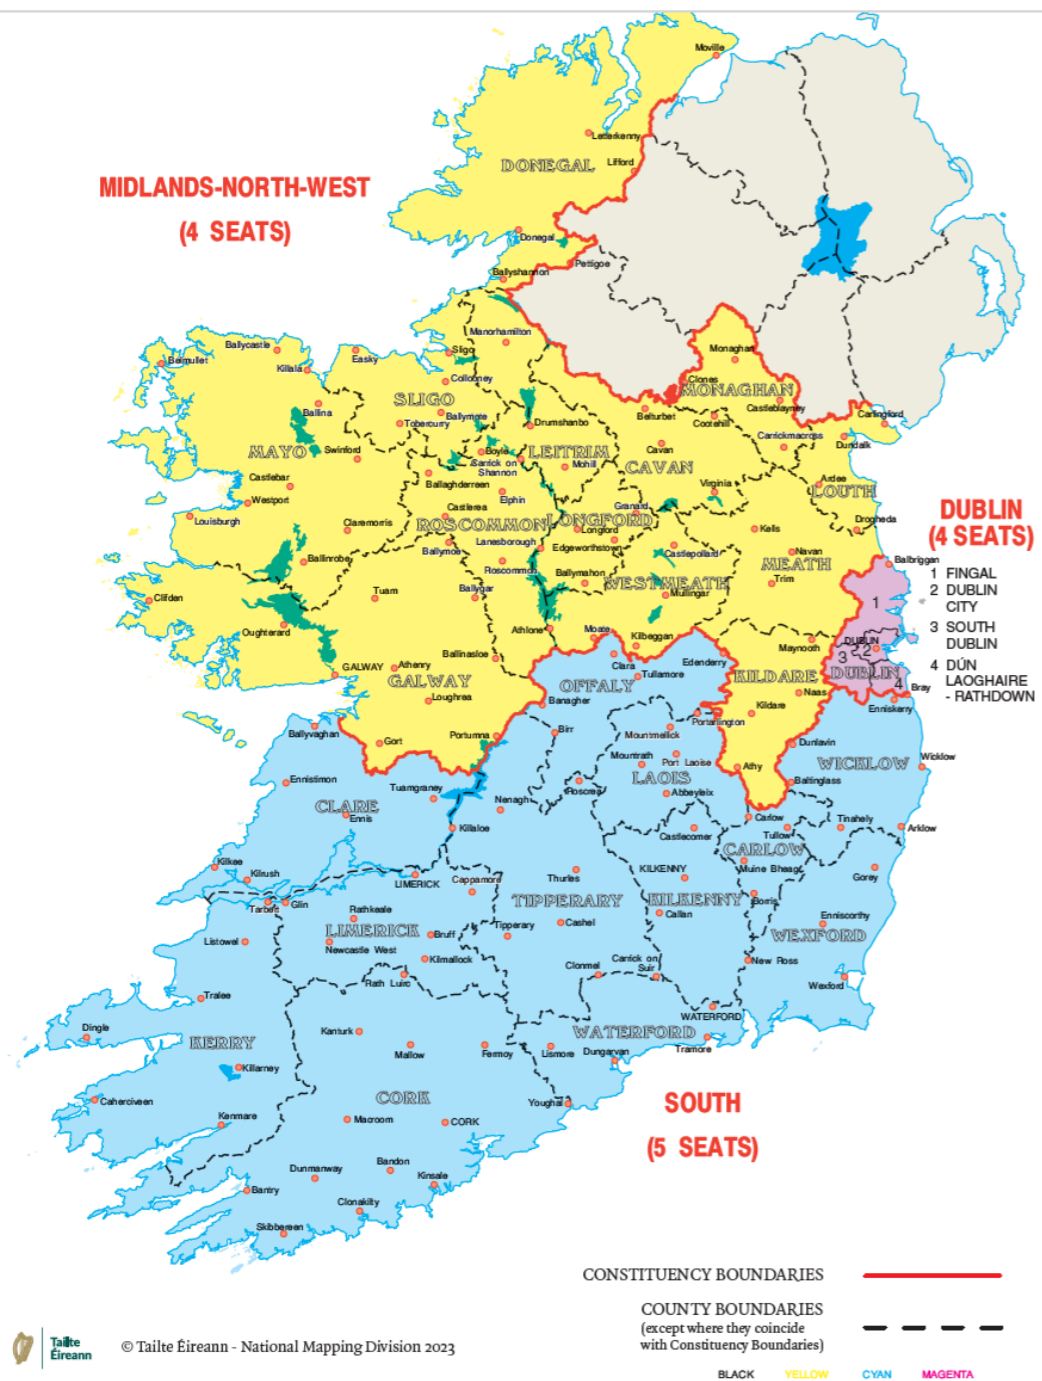 Moville
Letterkenny
DONEGAL
Lifford
MIDLANDS-NORTH-WEST
(4 SEATS)
Donegal
Pettigoe
Ballyshannon
Manorhamilton
Ballycastle
Belmullet
Killala
Easky
Sligo
Monaghan
Collooney
Clones
MONAGHAN
SLIGO
Ballina
Ballymote
Tobercurry
Drumshanbo
Belturbet
Cootehill
Castleblayney
Carlingford
Carrickmacross
Dundalk
MAYO
Swinford
Boyle
LEITRIM
Carrick on
Shannon
Mohill
Cavan
CAVAN
Castlebar
Ballaghderreen
Virginia
Ardee
LOUTH
Westport
Elphin
Castlerea
Granard
Louisburgh
Claremorris
ROSCOMMON
LONGFORD
Longford
Kells
Drogheda
DUBLIN
(4 SEATS)
Lanesborough
Edgeworthstown
Ballymoe
Castlepollard
Navan
MEATH
Ballinrobe
Roscommon
Ballymahon
WESTMEATH
Trim
Balbriggan
1 FINGAL
2 DUBLIN
CITY
3 SOUTH
DUBLIN
4 DÚN
LAOGHAIRE
- RATHDOWN
Clifden
Tuam
Ballygar
Mullingar
1
Oughterard
Athlone
Moate
Kilbeggan
Maynooth
DUBLIN
2
3
DUBLIN
4
Ballinasloe
GALWAY
Athenry
GALWAY
Clara
Tullamore
Edenderry
OFFALY
KILDARE
Naas
Bray
Enniskerry
Loughrea
Banagher
Kildare
Portarlington
Ballyvaghan
Gort
Portumna
Birr
Mountmellick
Dunlavin
Mountrath
Port Laoise
LAOIS
Athy
WICKLOW
Wicklow
Ennistimon
Tuamgraney
Roscrea
Abbeyleix
Baltinglass
CLARE
Ennis
Nenagh
Killaloe
Castlecomer
Carlow
Tullow
Tinahely
Arklow
CARLOW
Kilkee
Kilrush
LIMERICK
Cappamore
Thurles
KILKENNY
Muine Bheag
Gorey
Tarbert
Glin
Rathkeale
TIPPERARY
KILKENNY
Borris
Callan
Enniscorthy
LIMERICK
Bruff
Tipperary
Cashel
WEXFORD
Listowel
Newcastle West
Kilmallock
Clonmel
Carrick on
Suir
New Ross
Rath Luirc
Wexford
Tralee
WATERFORD
Dingle
KERRY
Kanturk
WATERFORD
Mallow
Fermoy
Lismore
Dungarvan
Tramore
Killarney
Caherciveen
CORK
Youghal
SOUTH
(5 SEATS)
Kenmare
Macroom
CORK
Dunmanway
Bandon
Kinsale
Bantry
Clonakilty
Skibbereen
CONSTITUENCY BOUNDARIES
COUNTY BOUNDARIES
(except where they coincide
with Constituency Boundaries)
Tailte
Éireann
© Tailte Éireann - National Mapping Division 2023
BLACK YELLOW CYAN MAGENTA